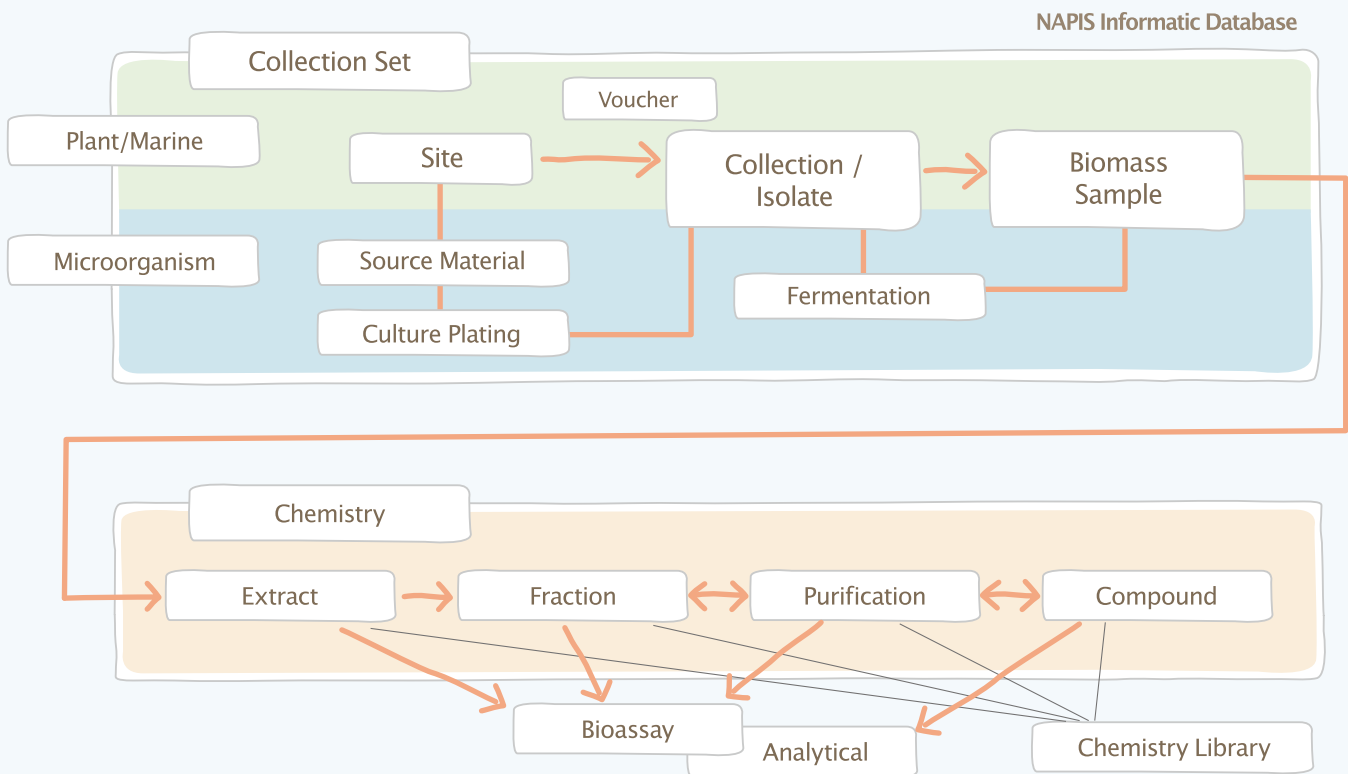 NAPIS Informatic Database
Collection Set
Voucher
Plant/Marine
Site
Collection /
Isolate
Biomass
Sample
Microorganism
Source Material
Fermentation
Culture Plating
Chemistry
Extract
Fraction
Purification
Compound
Bioassay
Analytical
Chemistry Library